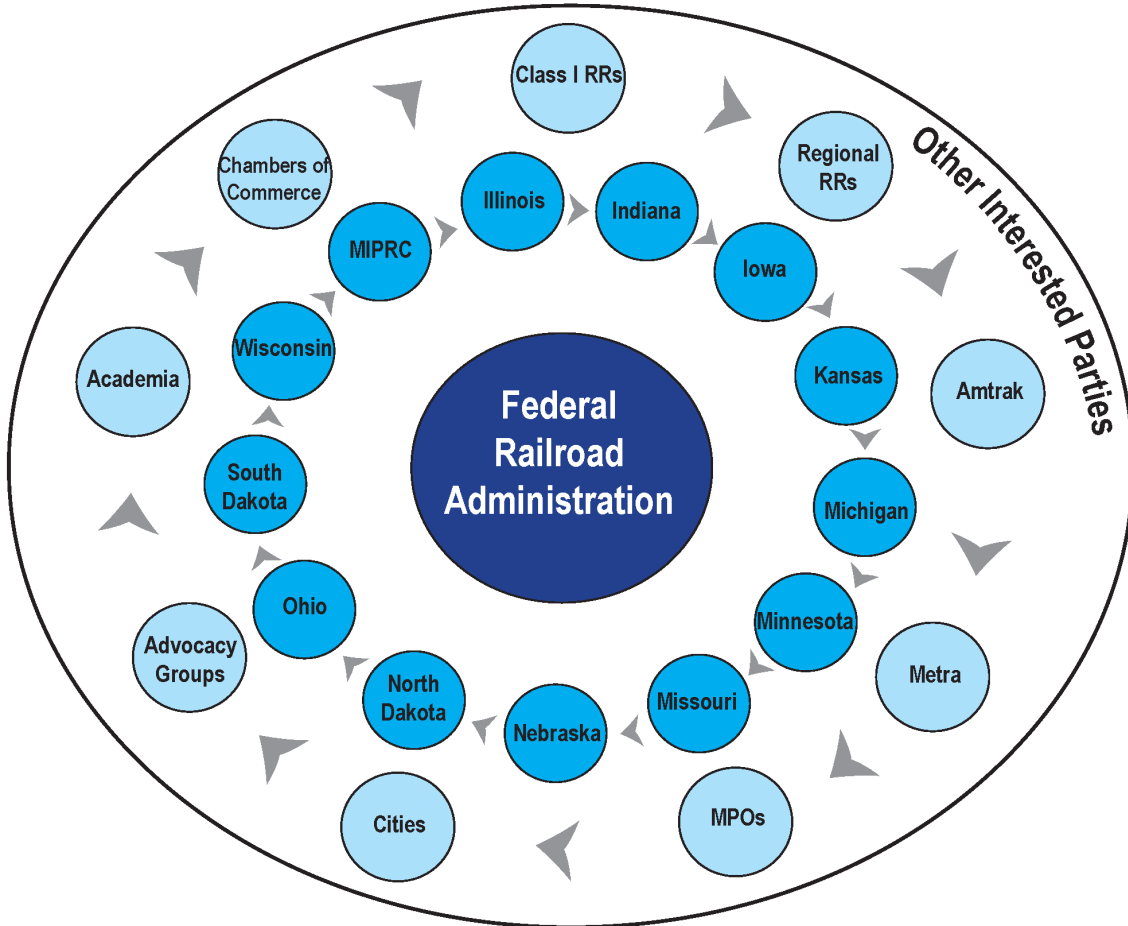 Class I RRs
Regional
RRs
Other Interested Parties
Chambers of
Commerce
Illinois
Indiana
MIPRC
Iowa
Wisconsin
Kansas
Academia
Amtrak
Federal
Railroad
Administration
South
Dakota
Michigan
Ohio
Minnesota
Advocacy
Groups
Metra
North
Dakota
Missouri
Nebraska
Cities
MPOs